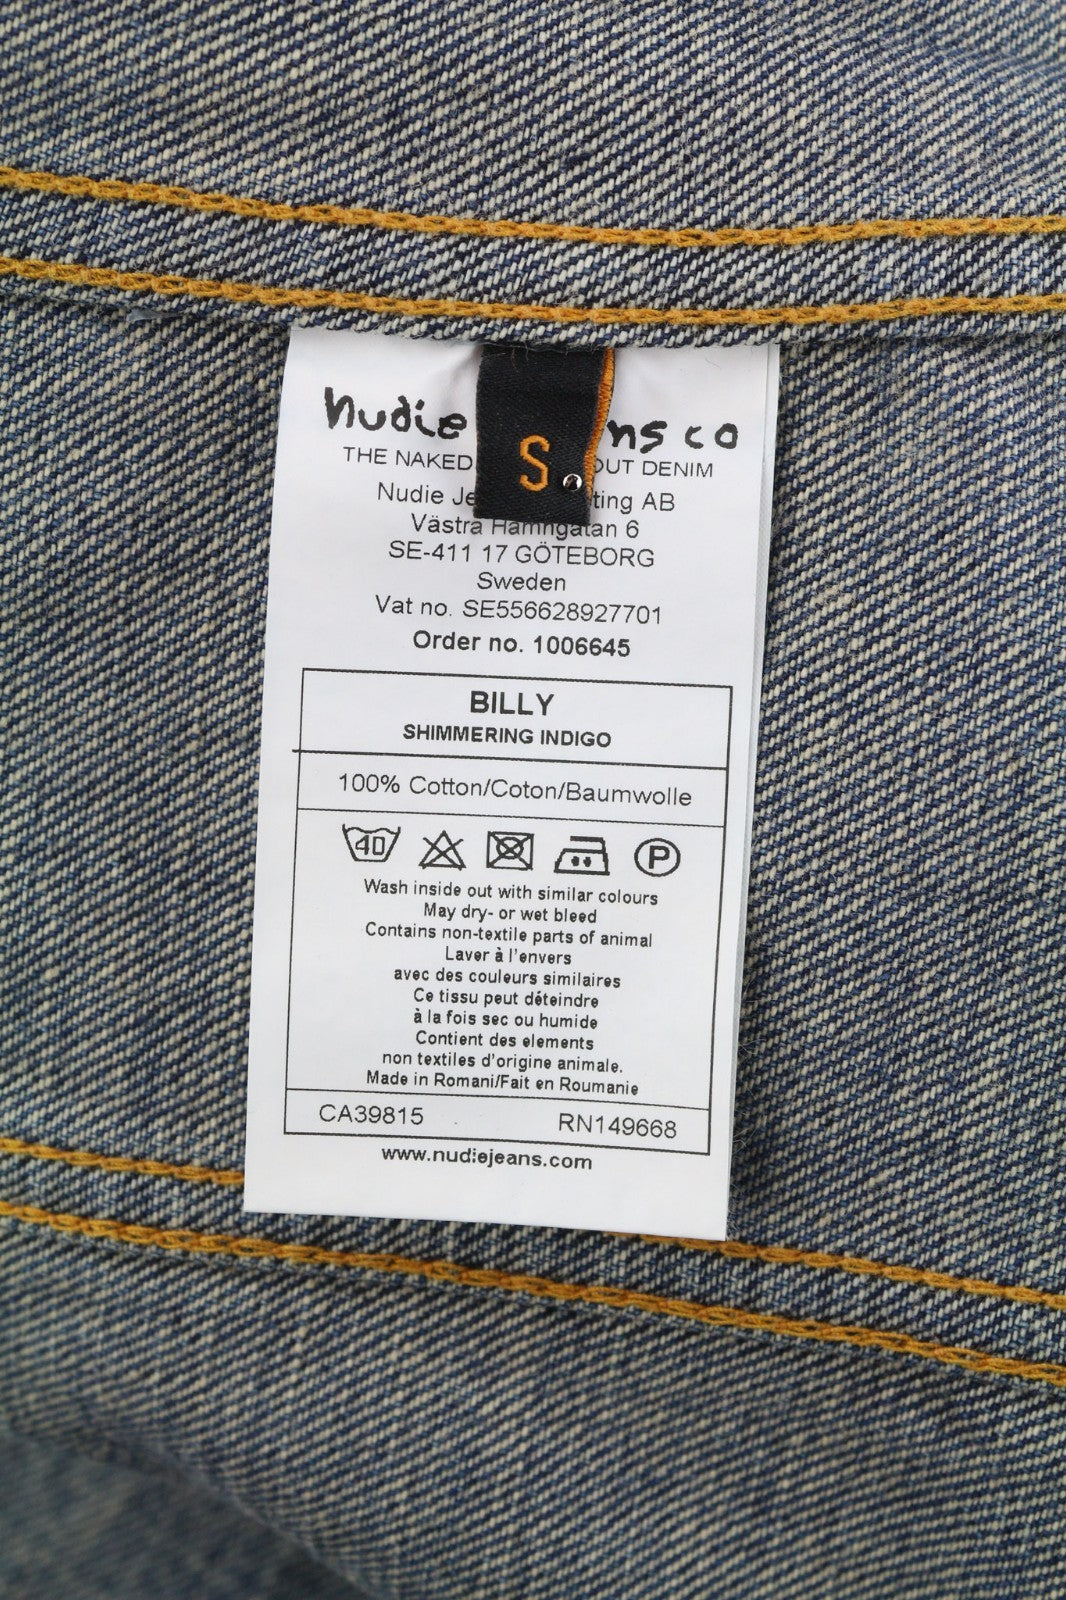 nudie ns co
S.
THE NAKED OUT DENIM
Nudie Je ting AB
Västra Hamngatan 6
SE-411 17 GÖTEBORG
Sweden
Vat no. SE556628927701
Order no. 1006645
BILLY
SHIMMERING INDIGO
100% Cotton/Coton/Baumwolle
40 P
Wash inside out with similar colours
May dry- or wet bleed
Contains non-textile parts of animal
Laver à l'envers
avec des couleurs similaires
Ce tissu peut déteindre
à la fois sec ou humide
Contient des elements
non textiles d'origine animale.
Made in Romani/Fait en Roumanie
CA39815 RN149668
www.nudiejeans.com